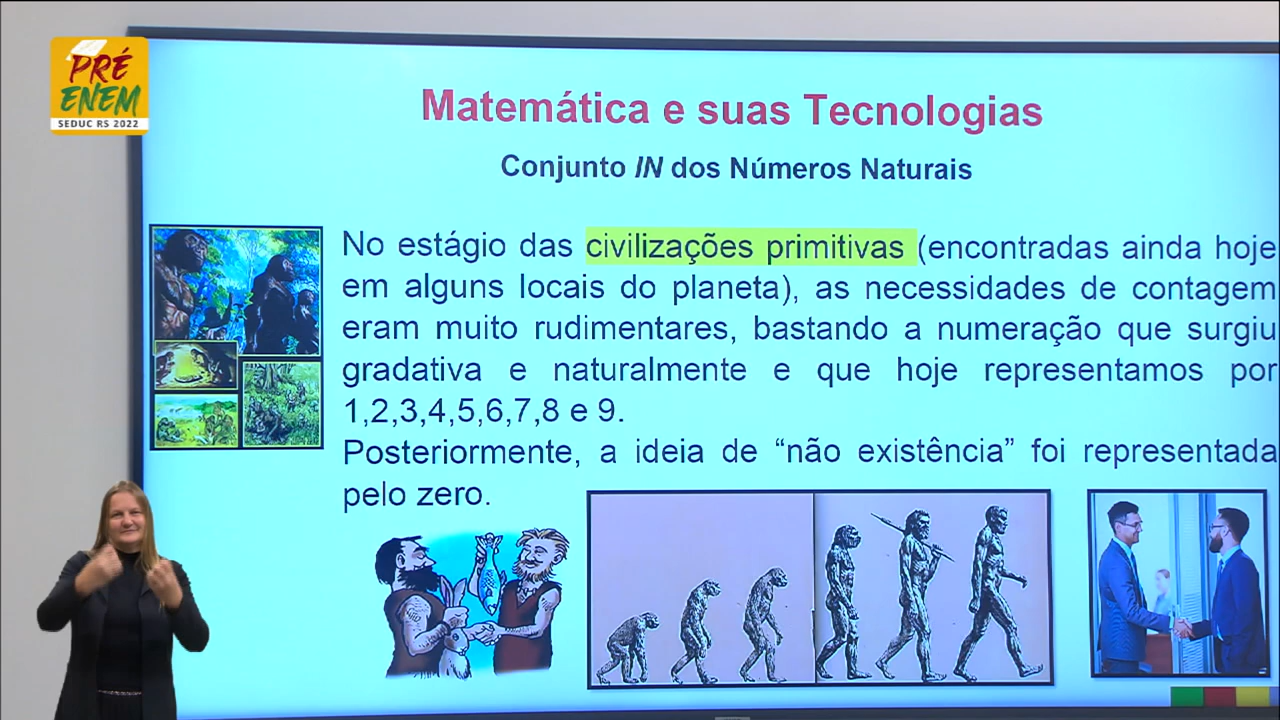 PRÉ
ENEM
SEDUC RS 2022
Matemática e suas Tecnologias
Conjunto IN dos Números Naturais
No estágio das civilizações primitivas (encontradas ainda hoje
em alguns locais do planeta), as necessidades de contagem
eram muito rudimentares, bastando a numeração que surgiu
gradativa e naturalmente e que hoje representamos por
1,2,3,4,5,6,7,8 e 9.
Posteriormente, a ideia de “não existência” foi representada
pelo zero.